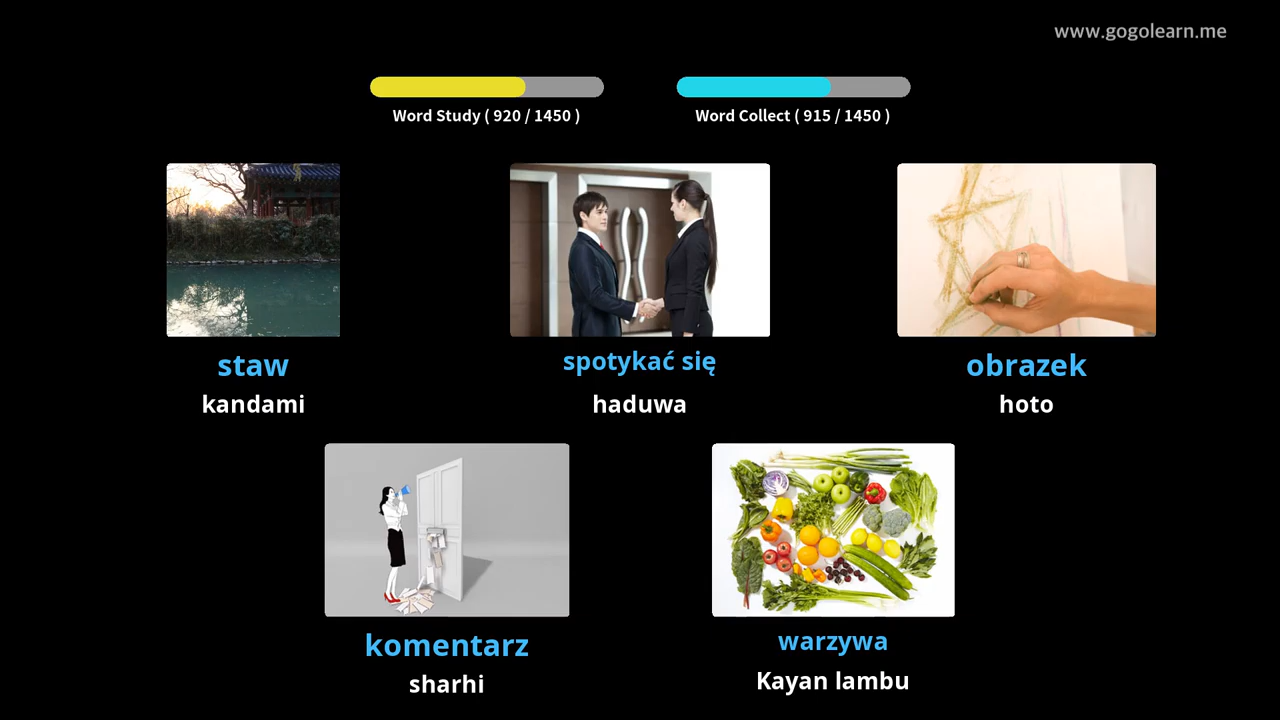 www.gogolearn.me
Word Study ( 920 / 1450 )
Word Collect ( 915 / 1450 )
staw
kandami
spotykać się
haduwa
obrazek
hoto
komentarz
sharhi
warzywa
Kayan lambu